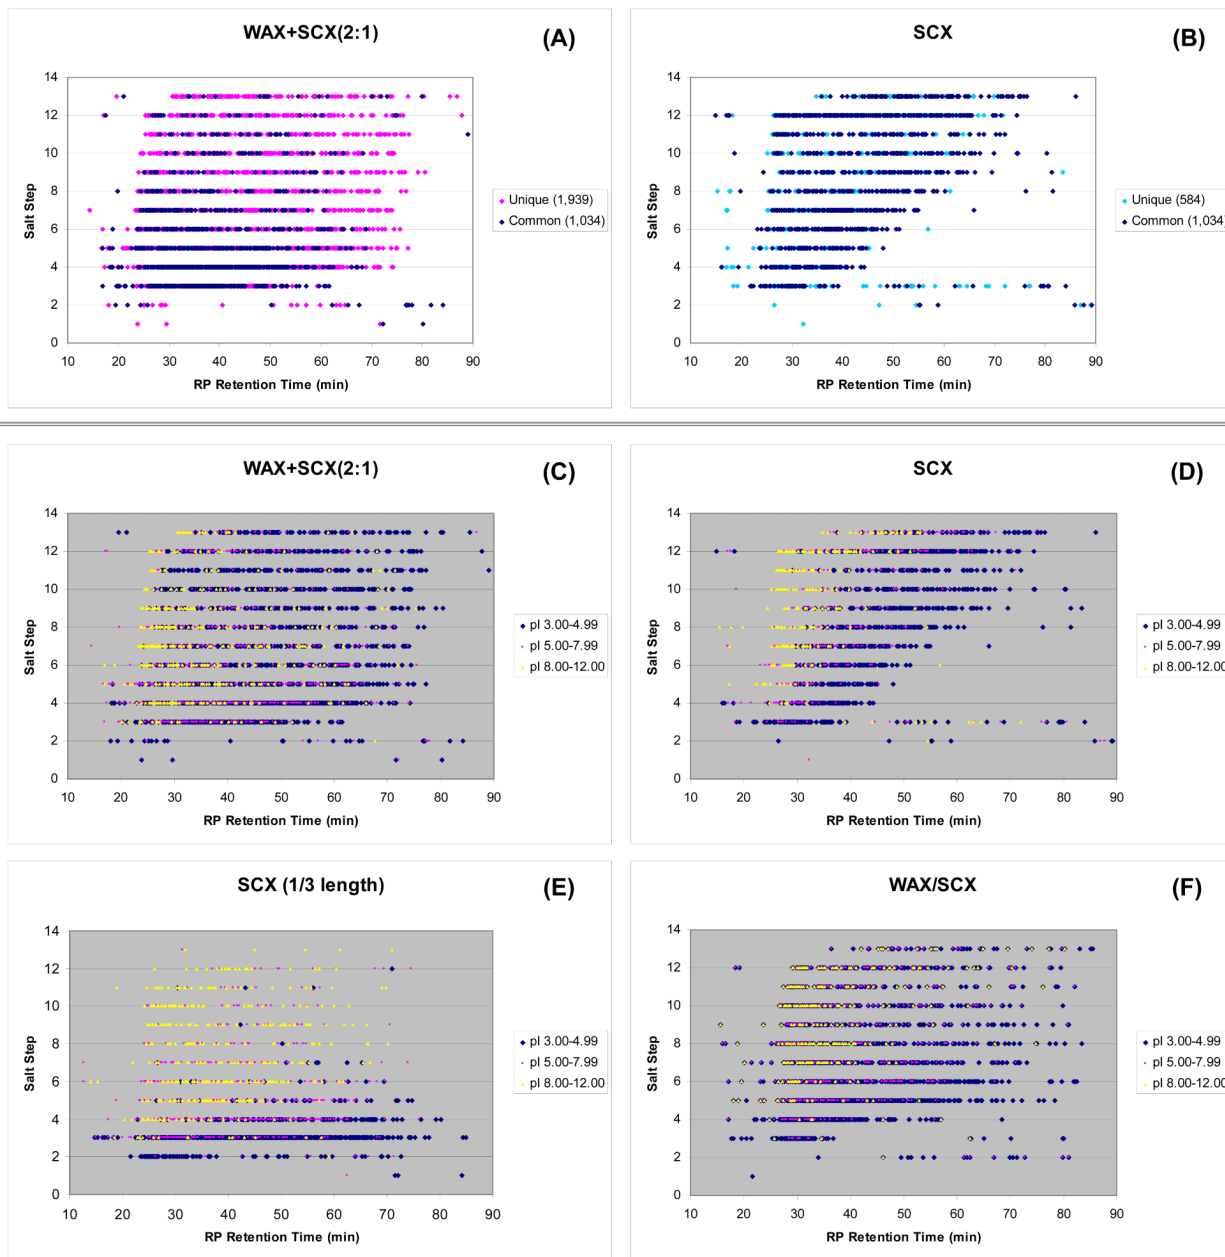 WAX+SCX(2:1)
(A)
14
12
10
8
6
4
2
0
Salt Step
10 20 30 40 50 60 70 80 90
RP Retention Time (min)
Unique (1,939)
Common (1,034)
SCX
(B)
14
12
10
8
6
4
2
0
Salt Step
10 20 30 40 50 60 70 80 90
RP Retention Time (min)
Unique (584)
Common (1,034)
WAX+SCX(2:1)
(C)
14
12
10
8
6
4
2
0
Salt Step
10 20 30 40 50 60 70 80 90
RP Retention Time (min)
pI 3.00-4.99
pI 5.00-7.99
pI 8.00-12.00
SCX
(D)
14
12
10
8
6
4
2
0
Salt Step
10 20 30 40 50 60 70 80 90
RP Retention Time (min)
pI 3.00-4.99
pI 5.00-7.99
pI 8.00-12.00
SCX (1/3 length)
(E)
14
12
10
8
6
4
2
0
Salt Step
10 20 30 40 50 60 70 80 90
RP Retention Time (min)
pI 3.00-4.99
pI 5.00-7.99
pI 8.00-12.00
WAX/SCX
(F)
14
12
10
8
6
4
2
0
Salt Step
10 20 30 40 50 60 70 80 90
RP Retention Time (min)
pI 3.00-4.99
pI 5.00-7.99
pI 8.00-12.00